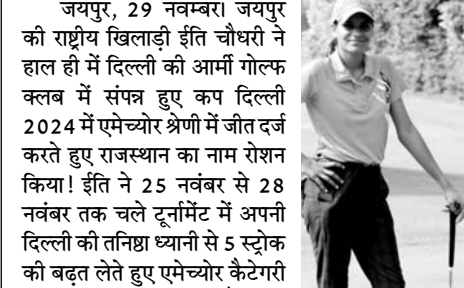 जयपुर, 29 नवम्बर। जयपुर
की राष्ट्रीय खिलाड़ी ईति चौधरी ने
हाल ही में दिल्ली की आर्मी गोल्फ
क्लब में संपन्न हुए कप दिल्ली
2024 में एमेच्योर श्रेणी में जीत दर्ज
करते हुए राजस्थान का नाम रोशन
किया! ईति ने 25 नवंबर से 28
नवंबर तक चले टूर्नामेंट में अपनी
दिल्ली की तनिष्ठा ध्यानी से 5 स्ट्रोक
की बढ़त लेते हुए एमेच्योर कैटेगरी